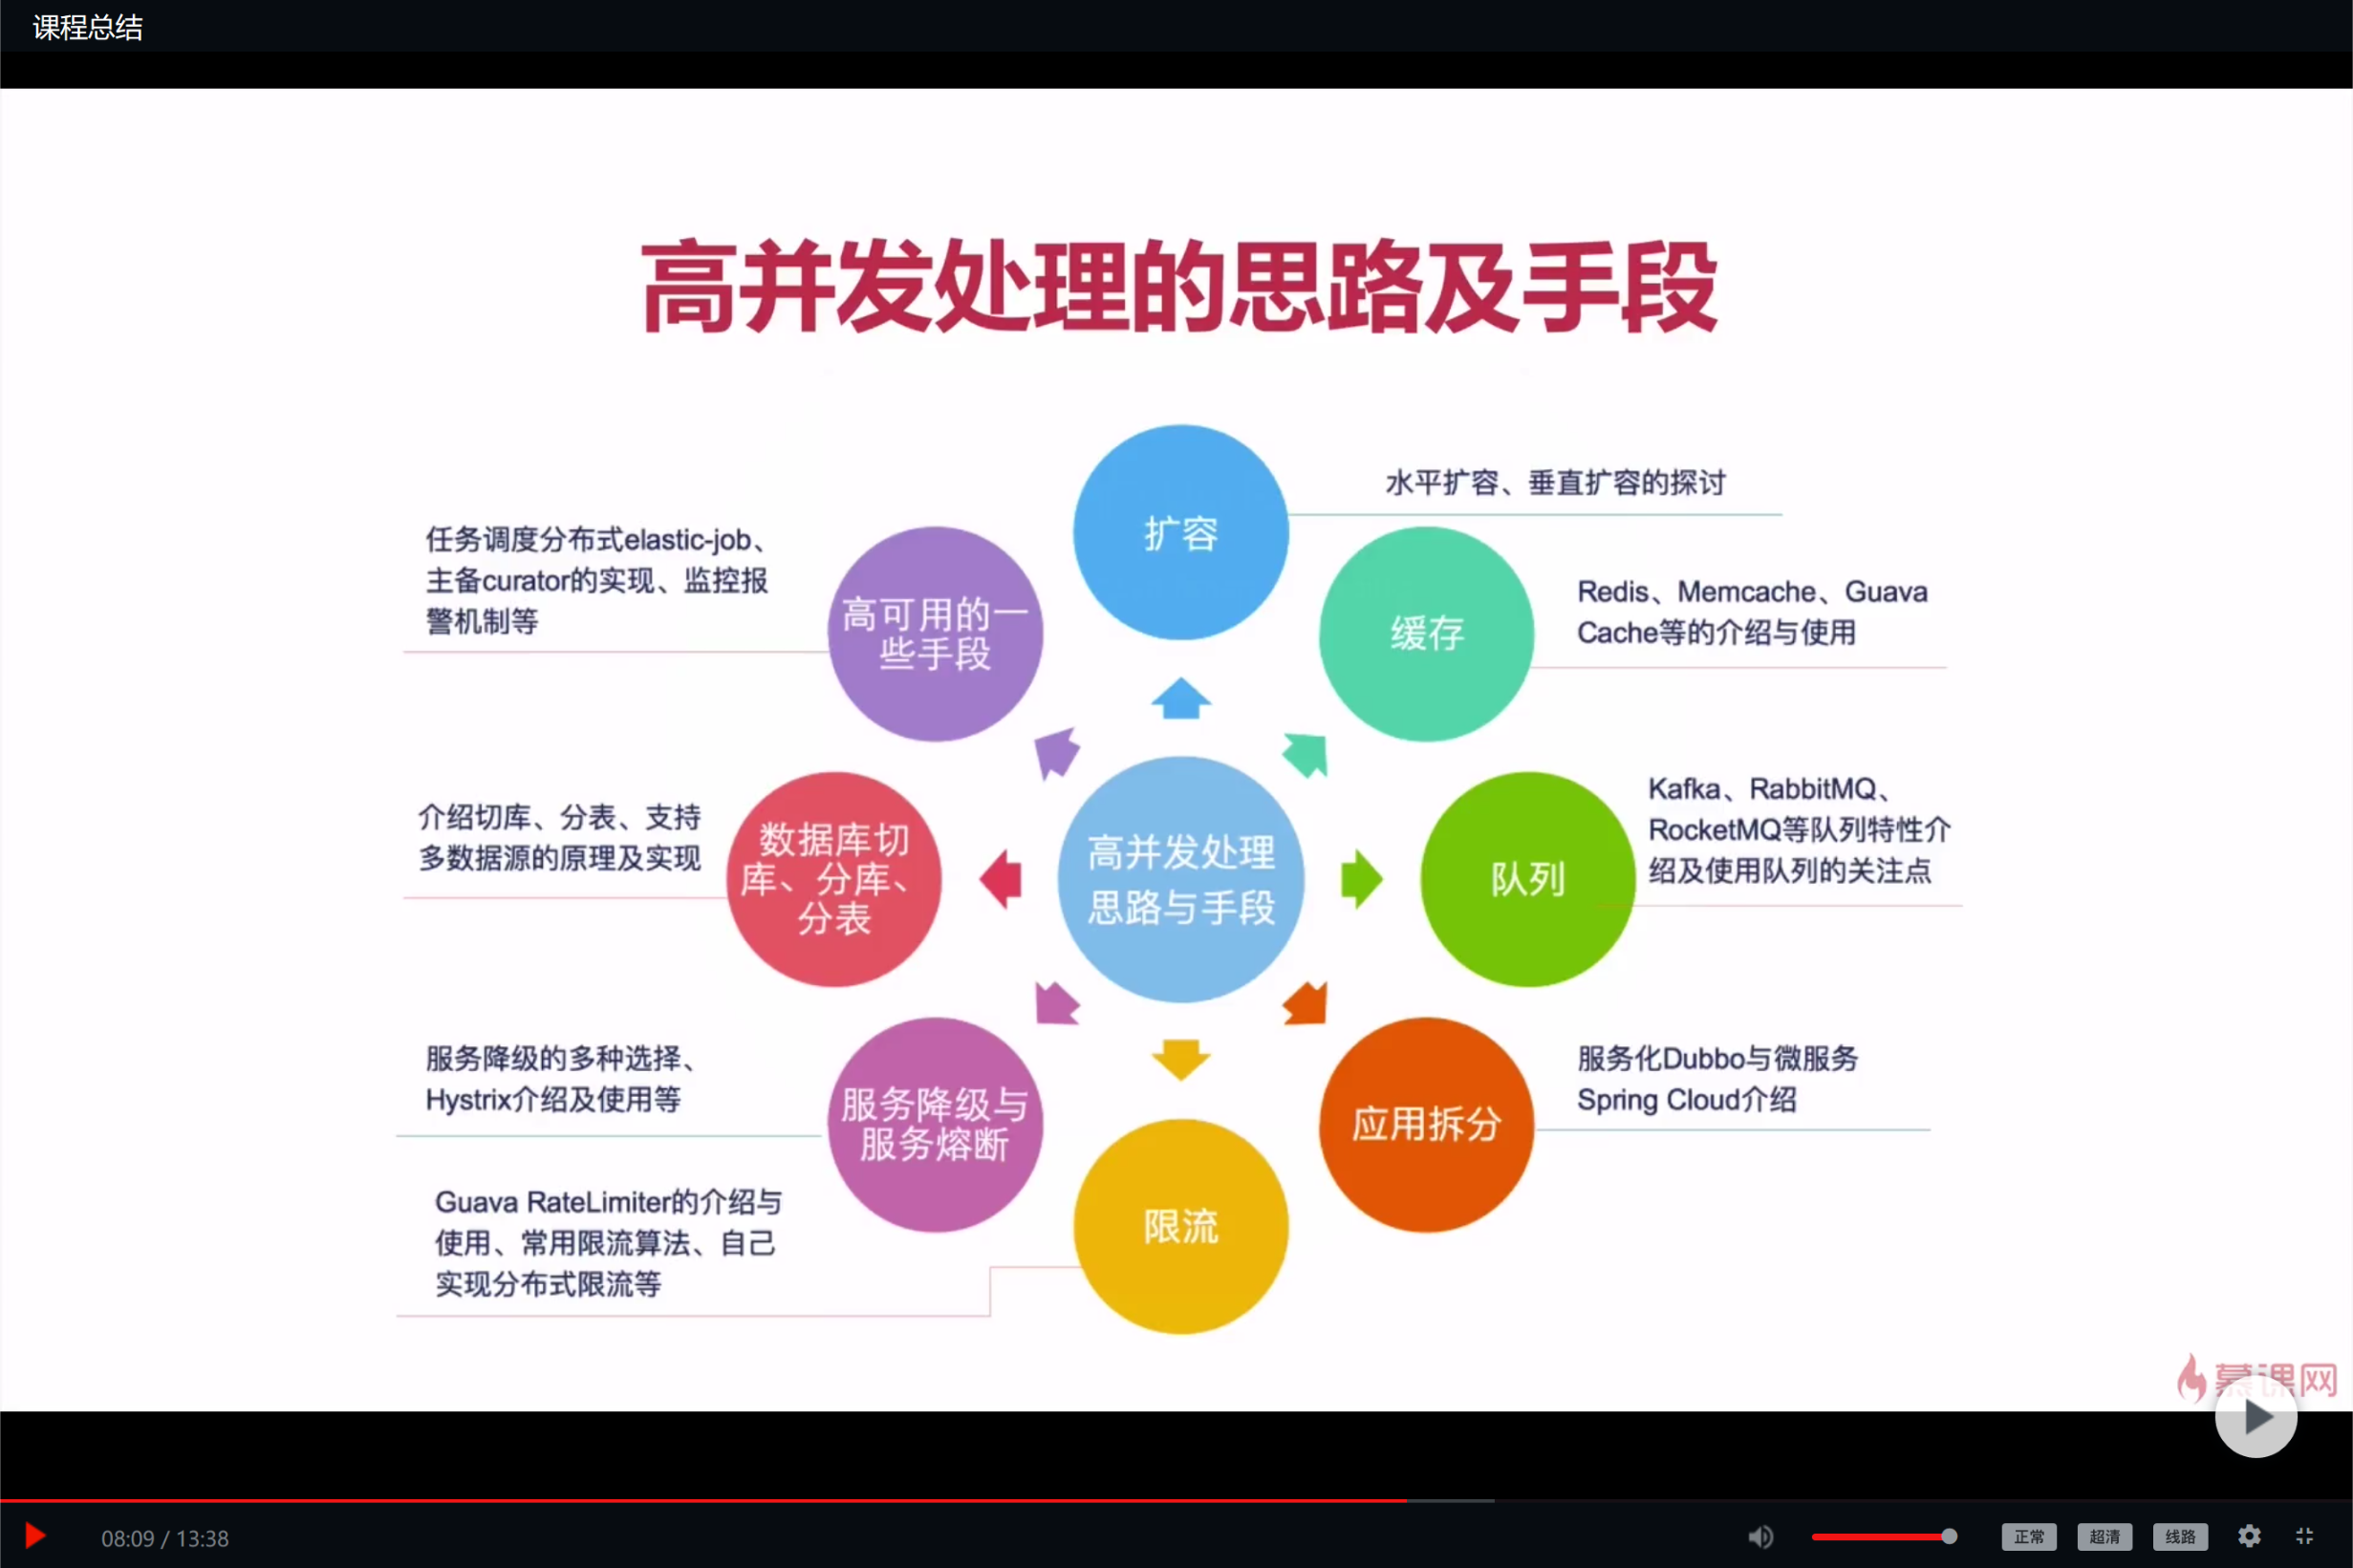 课程总结
高并发处理的思路及手段
扩容
水平扩容、垂直扩容的探讨
缓存
Redis、Memcache、Guava
Cache等的介绍与使用
队列
Kafka、RabbitMQ、
RocketMQ等队列特性介
绍及使用队列的关注点
应用拆分
服务化Dubbo与微服务
Spring Cloud介绍
限流
Guava RateLimiter的介绍与
使用、常用限流算法、自己
实现分布式限流等
服务降级与
服务熔断
服务降级的多种选择、
Hystrix介绍及使用等
数据库切
库、分库、
分表
介绍切库、分表、支持
多数据源的原理及实现
高可用的一
些手段
任务调度分布式elastic-job、
主备curator的实现、监控报
警机制等
高并发处理
思路与手段
慕课网
08:09 / 13:38
正常
超清
线路